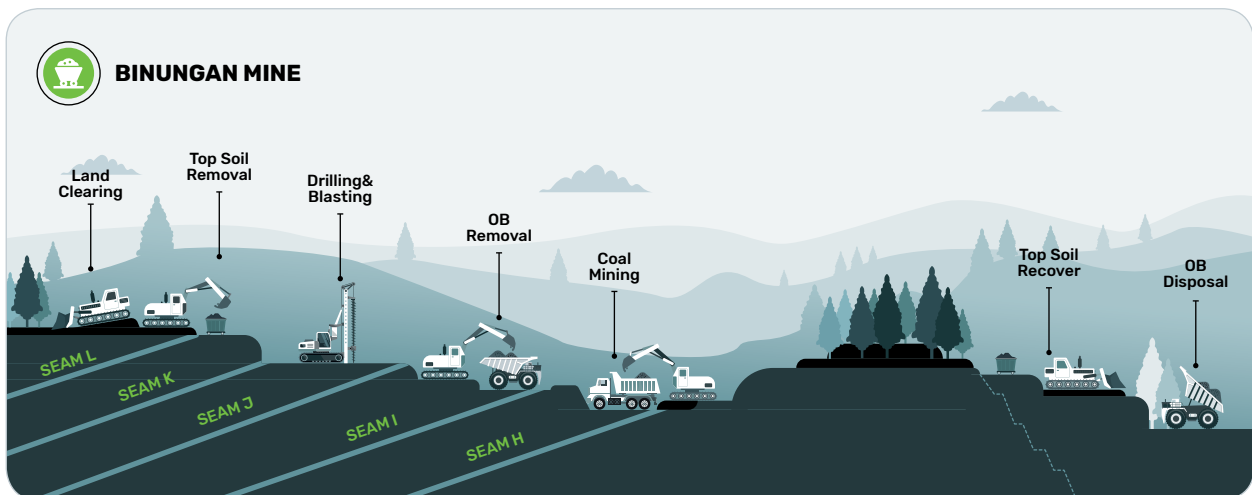 BINUNGAN MINE
Land
Clearing
Top Soil
Removal
Drilling&
Blasting
OB
Removal
Coal
Mining
Top Soil
Recover
OB
Disposal
SEAM L
SEAM K
SEAM J
SEAM I
SEAM H